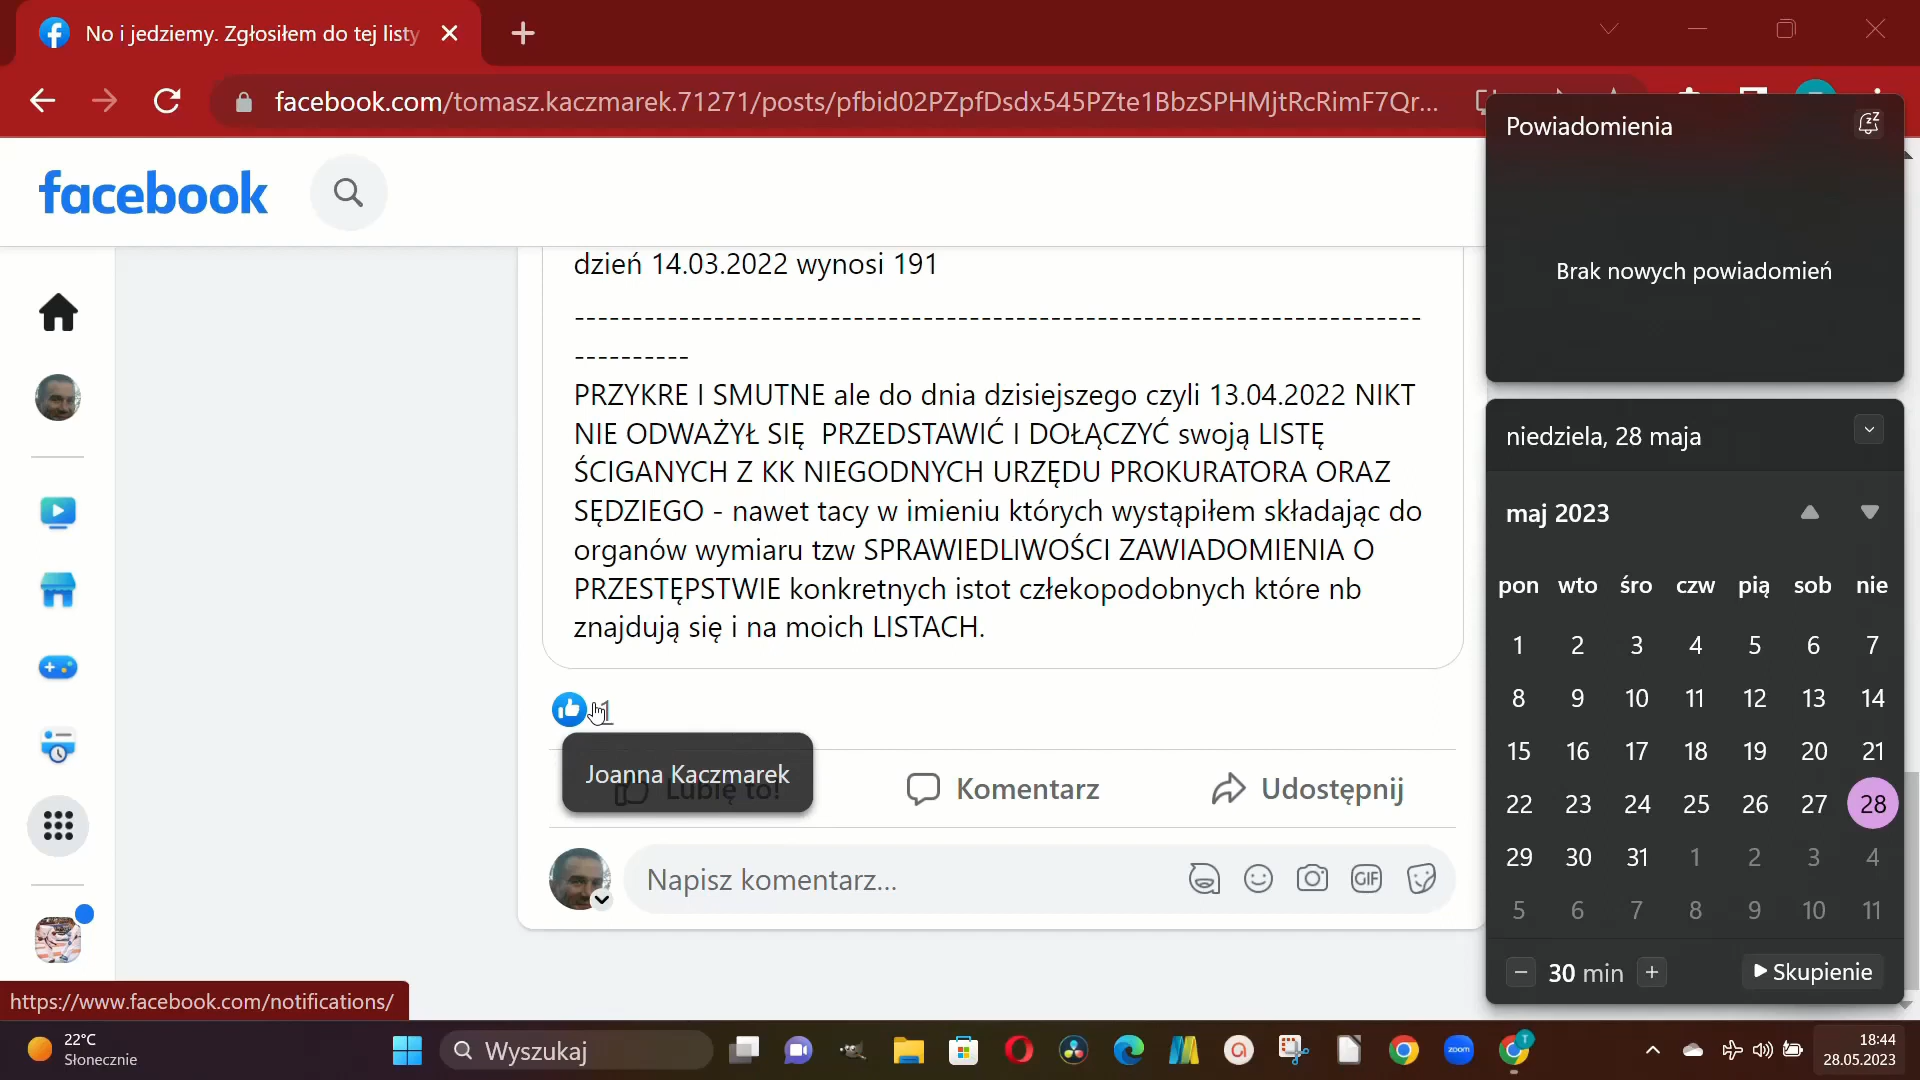 No i jedziemy. Zgłosiłem do tej listy
facebook.com/tomasz.kaczmarek.71271/posts/pfbid02PZpfDsdx545PZte1BbzSPHMjtRcRimF7Qr...
facebook
dzień 14.03.2022 wynosi 191
--------------------------------------------------------------------------
----------
PRZYKRE I SMUTNE ale do dnia dzisiejszego czyli 13.04.2022 NIKT
NIE ODWAŻYŁ SIĘ PRZEDSTAWIĆ I DOŁĄCZYĆ swoją LISTĘ
ŚCIGANYCH Z KK NIEGODNYCH URZĘDU PROKURATORA ORAZ
SĘDZIEGO - nawet tacy w imieniu których wystąpiłem składając do
organów wymiaru tzw SPRAWIEDLIWOŚCI ZAWIADOMIENIA O
PRZESTĘPSTWIE konkretnych istot człekopodobnych które nb
znajdują się i na moich LISTACH.
1
Joanna Kaczmarek
Lubię to!
Komentarz
Udostępnij
Napisz komentarz...
GIF
https://www.facebook.com/notifications/
Powiadomienia
Brak nowych powiadomień
niedziela, 28 maja
maj 2023
pon wto śro czw pią sob nie
1 2 3 4 5 6 7
8 9 10 11 12 13 14
15 16 17 18 19 20 21
22 23 24 25 26 27 28
29 30 31 1 2 3 4
5 6 7 8 9 10 11
30 min
Skupienie
22°C
Słonecznie
Wyszukaj
zoom
T
18:44
28.05.2023